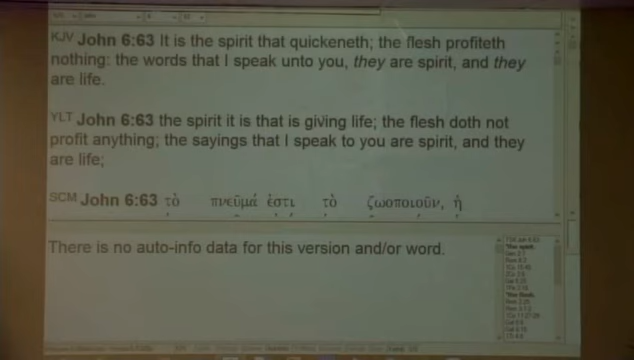 KJV John 6:63 It is the spirit that quickeneth; the flesh profiteth
nothing: the words that I speak unto you, they are spirit, and they
are life.
YLT John 6:63 the spirit it is that is giving life; the flesh doth not
profit anything; the sayings that I speak to you are spirit, and they
are life;
SCM John 6:63 τὸ πνεῦμά ἐστι τὸ ζωοποιοῦν, ἡ
There is no auto-info data for this version and/or word.